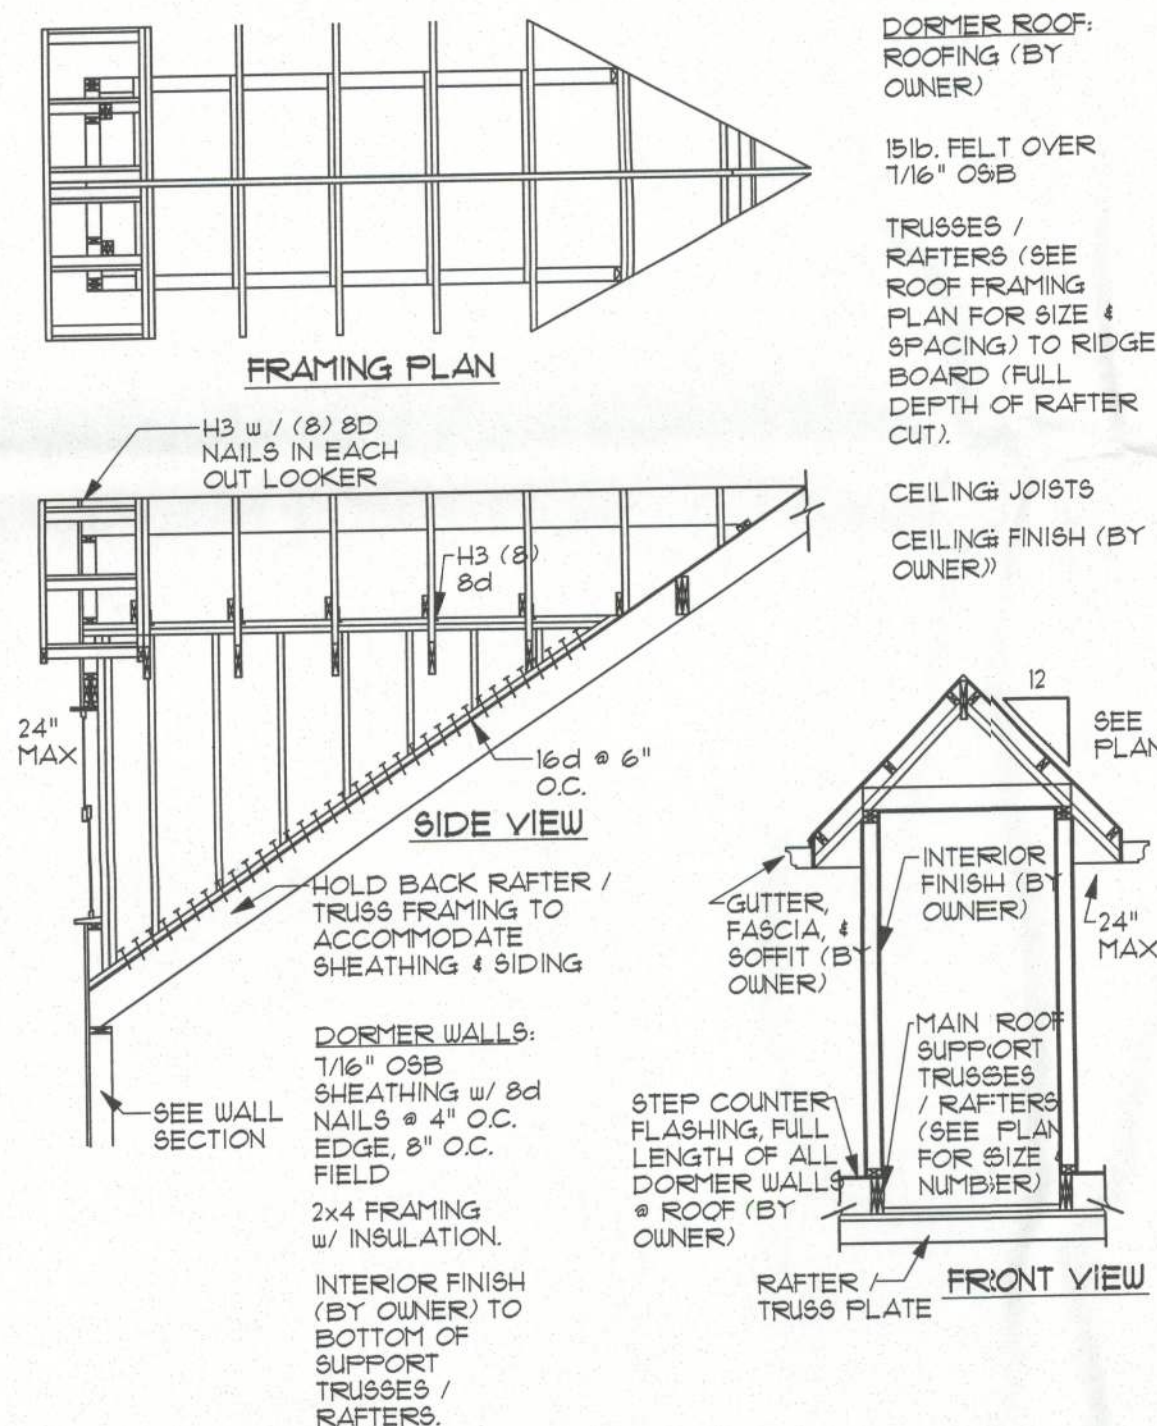 DORMER ROOF:
ROOFING (BY
OWNER)
15lb. FELT OVER
7/16" OSB
TRUSSES /
RAFTERS (SEE
ROOF FRAMING
PLAN FOR SIZE &
SPACING) TO RIDGE
BOARD (FULL
DEPTH OF RAFTER
CUT).
CEILING JOISTS
CEILING FINISH (BY
OWNER)
FRAMING PLAN
H3 w / (8) 8D
NAILS IN EACH
OUT LOOKER
H3 (8)
8d
24"
MAX
16d @ 6"
O.C.
SIDE VIEW
HOLD BACK RAFTER /
TRUSS FRAMING TO
ACCOMMODATE
SHEATHING & SIDING
SEE WALL
SECTION
DORMER WALLS:
7/16" OSB
SHEATHING w/ 8d
NAILS @ 4" O.C.
EDGE, 8" O.C.
FIELD
2x4 FRAMING
w/ INSULATION.
INTERIOR FINISH
(BY OWNER) TO
BOTTOM OF
SUPPORT
TRUSSES /
RAFTERS.
12
SEE
PLAN
INTERIOR
FINISH (BY
OWNER)
GUTTER,
FASCIA, &
SOFFIT (BY
OWNER)
24"
MAX
MAIN ROOF
SUPPORT
TRUSSES
/ RAFTERS
(SEE PLAN
FOR SIZE &
NUMBER)
STEP COUNTER
FLASHING, FULL
LENGTH OF ALL
DORMER WALLS
@ ROOF (BY
OWNER)
RAFTER /
TRUSS PLATE
FRONT VIEW